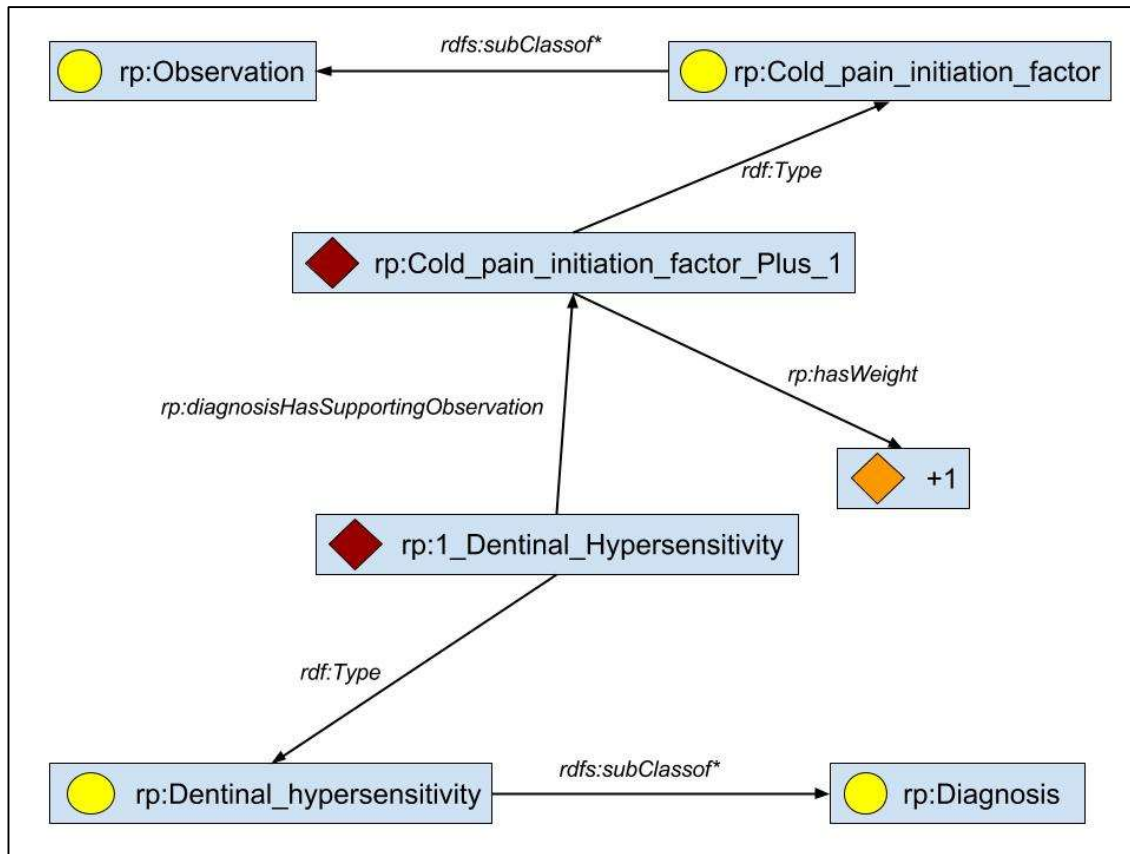 rdfs:subClassof*
rp:Observation
rp:Cold_pain_initiation_factor
rdf:Type
rp:Cold_pain_initiation_factor_Plus_1
rp:hasWeight
rp:diagnosisHasSupportingObservation
+1
rp:1_Dentinal_Hypersensitivity
rdf:Type
rdfs:subClassof*
rp:Dentinal_hypersensitivity
rp:Diagnosis